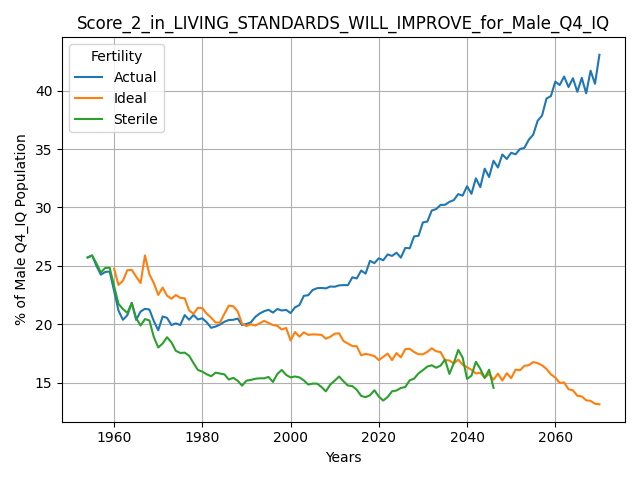 Score_2_in_LIVING_STANDARDS_WILL_IMPROVE_for_Male_Q4_IQ
Fertility
Actual
Ideal
Sterile
% of Male Q4_IQ Population
40
35
30
25
20
15
1960
1980
2000
2020
2040
2060
Years